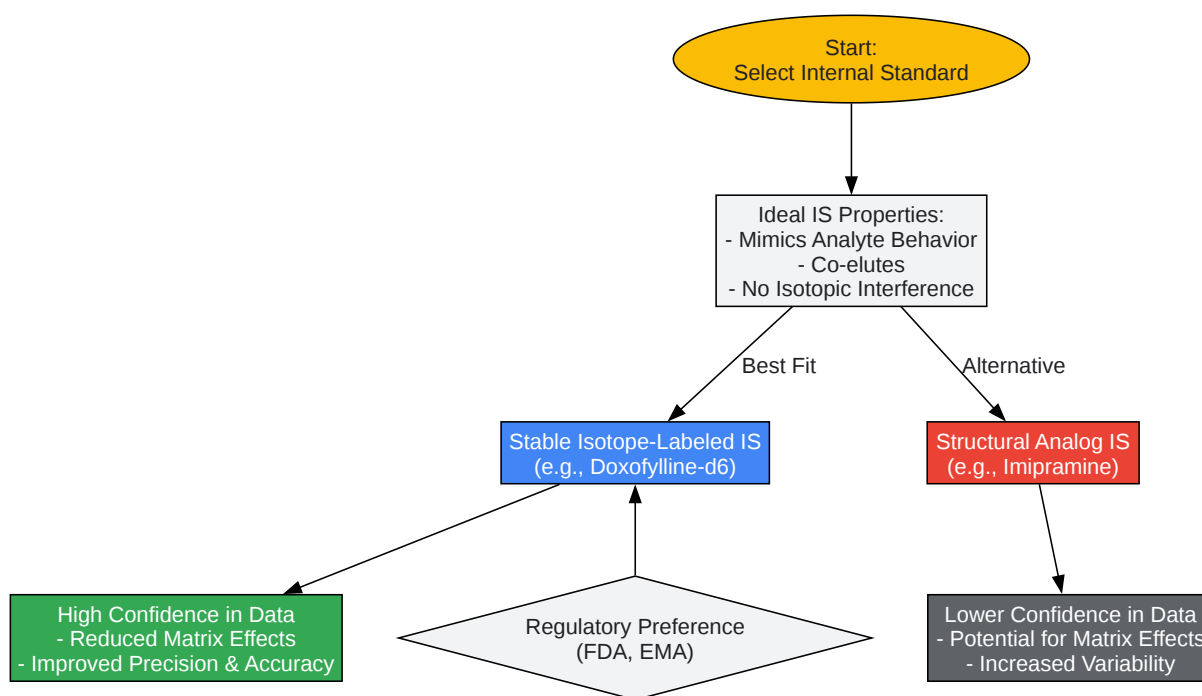 Start:
Select Internal Standard
Ideal IS Properties:
- Mimics Analyte Behavior
- Co-elutes
- No Isotopic Interference
Best Fit
Alternative
Stable Isotope-Labeled IS
(e.g., Doxofylline-d6)
Structural Analog IS
(e.g., Imipramine)
High Confidence in Data
- Reduced Matrix Effects
- Improved Precision & Accuracy
Regulatory Preference
(FDA, EMA)
Lower Confidence in Data
- Potential for Matrix Effects
- Increased Variability